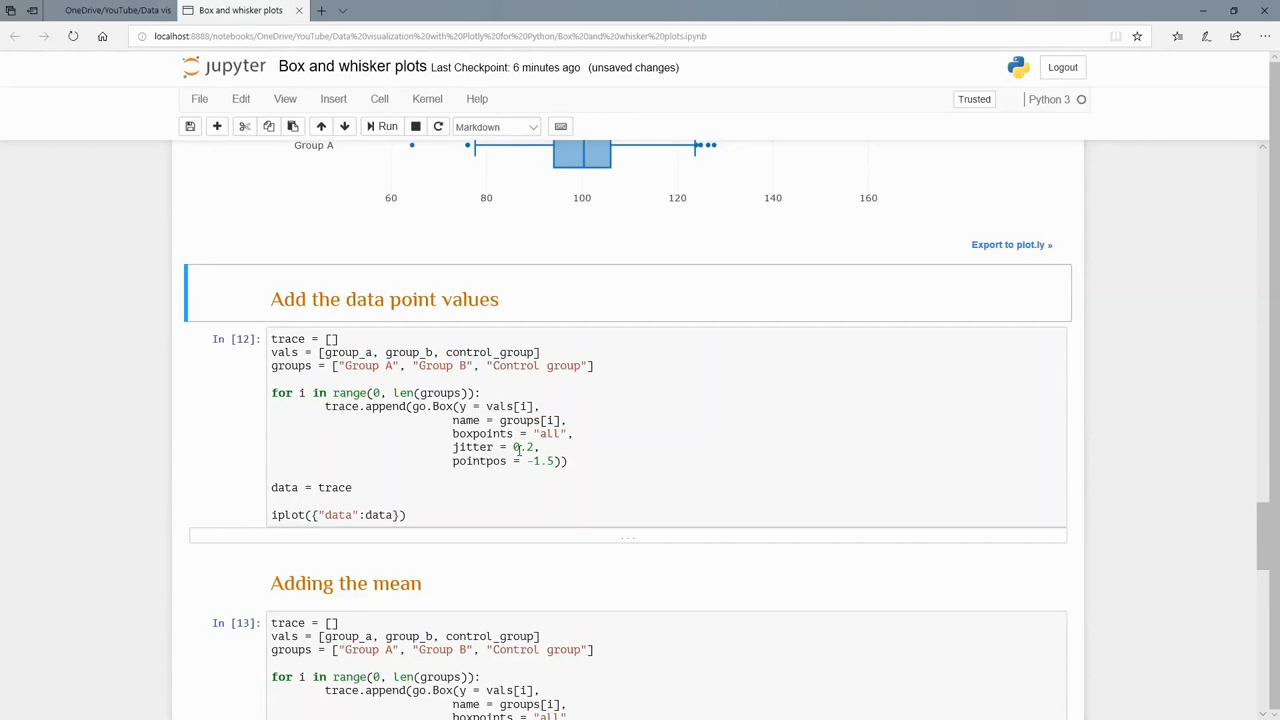 OneDrive/YouTube/Data vis
Box and whisker plots
localhost:8888/notebooks/OneDrive/YouTube/Data%20visualization%20with%20Plotly%20for%20Python/Box%20and%20whisker%20plots.ipynb
jupyter Box and whisker plots Last Checkpoint: 6 minutes ago (unsaved changes) Logout
File Edit View Insert Cell Kernel Help Trusted Python 3
Run Markdown
Group A
60 80 100 120 140 160
Export to plot.ly »
Add the data point values
In [12]: trace = []
vals = [group_a, group_b, control_group]
groups = ["Group A", "Group B", "Control group"]
for i in range(0, len(groups)):
trace.append(go.Box(y = vals[i],
name = groups[i],
boxpoints = "all",
jitter = 0.2,
pointpos = -1.5))
data = trace
iplot({"data":data})
...
Adding the mean
In [13]: trace = []
vals = [group_a, group_b, control_group]
groups = ["Group A", "Group B", "Control group"]
for i in range(0, len(groups)):
trace.append(go.Box(y = vals[i],
name = groups[i],
boxpoints = "all"